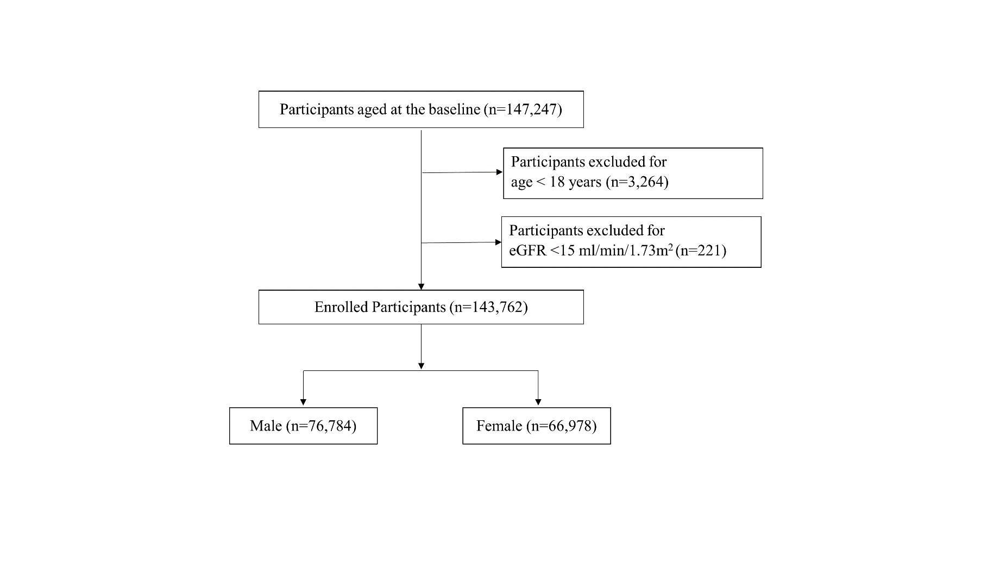 Participants aged at the baseline (n=147,247)
Participants excluded for
age < 18 years (n=3,264)
Participants excluded for
eGFR <15 ml/min/1.73m² (n=221)
Enrolled Participants (n=143,762)
Male (n=76,784)
Female (n=66,978)